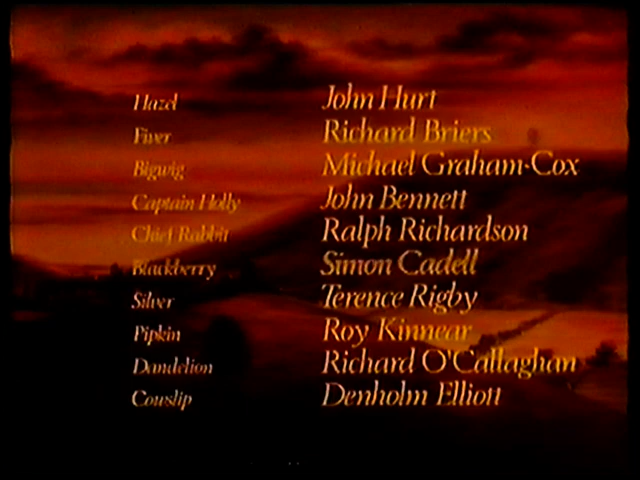 Hazel John Hurt
Fiver Richard Briers
Bigwig Michael Graham-Cox
Captain Holly John Bennett
Chief Rabbit Ralph Richardson
Blackberry Simon Cadell
Silver Terence Rigby
Pipkin Roy Kinnear
Dandelion Richard O'Callaghan
Cowslip Denholm Elliott